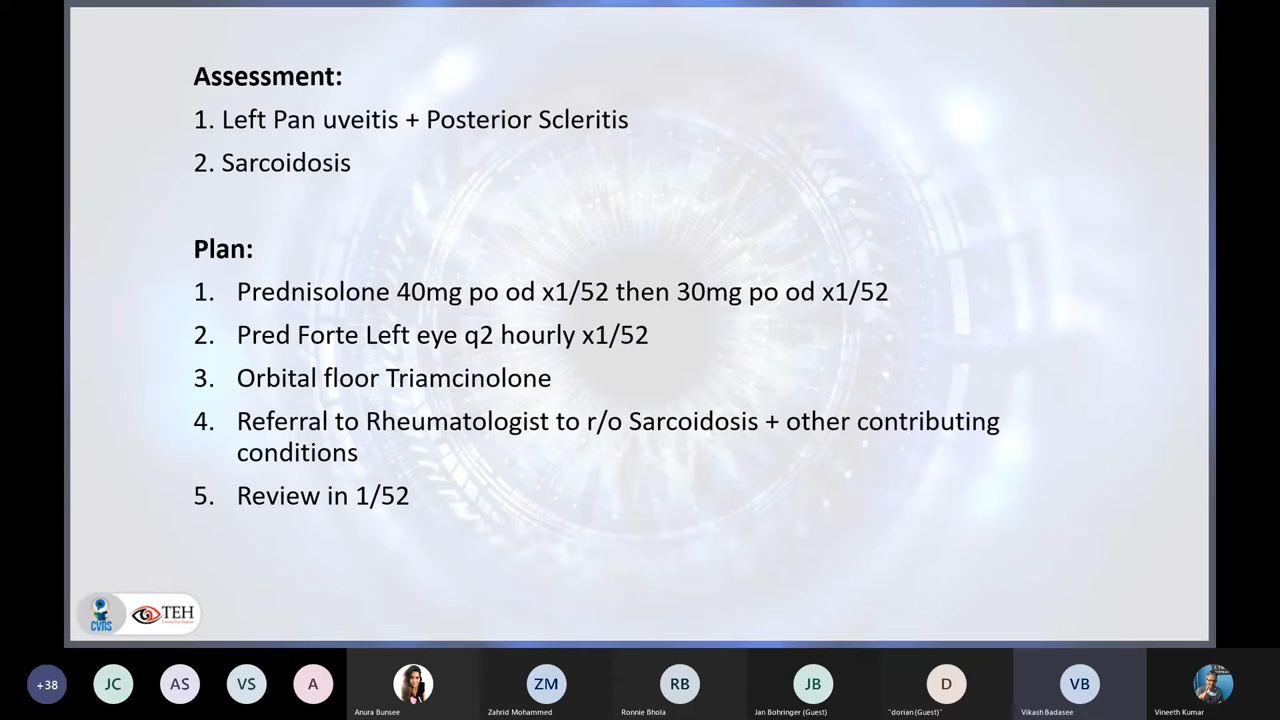 Assessment:
1. Left Pan uveitis + Posterior Scleritis
2. Sarcoidosis
Plan:
1. Prednisolone 40mg po od x1/52 then 30mg po od x1/52
2. Pred Forte Left eye q2 hourly x1/52
3. Orbital floor Triamcinolone
4. Referral to Rheumatologist to r/o Sarcoidosis + other contributing
conditions
5. Review in 1/52
CVRS
TEH
+38
JC
AS
VS
A
ZM
RB
JB
D
VB
Anura Bunsee
Zahrid Mohammed
Ronnie Bhola
Jan Bohringer (Guest)
"dorian (Guest)"
Vikash Badasee
Vineeth Kumar